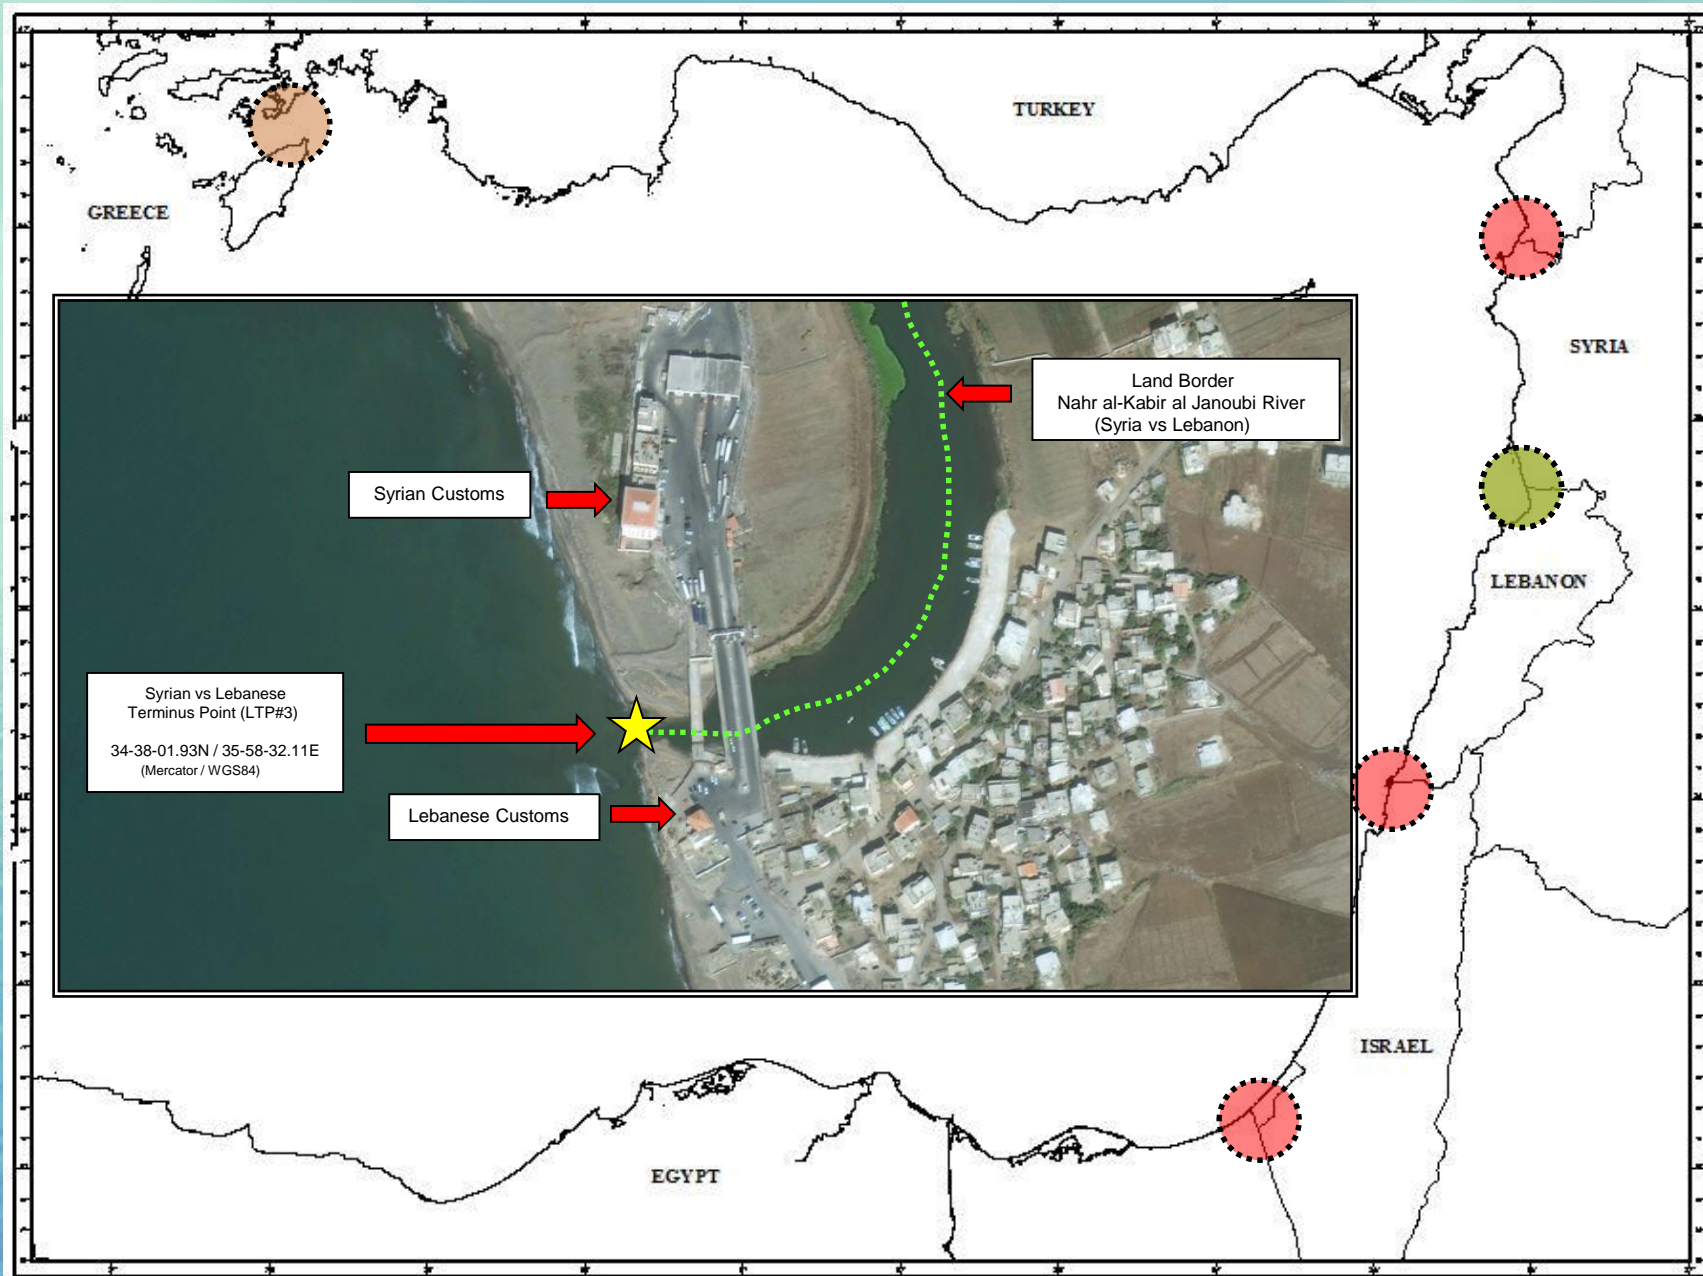 TURKEY
GREECE
SYRIA
Land Border
Nahr al-Kabir al Janoubi River
(Syria vs Lebanon)
Syrian Customs
LEBANON
Syrian vs Lebanese
Terminus Point (LTP#3)
34-38-01.93N / 35-58-32.11E
(Mercator / WGS84)
Lebanese Customs
ISRAEL
EGYPT